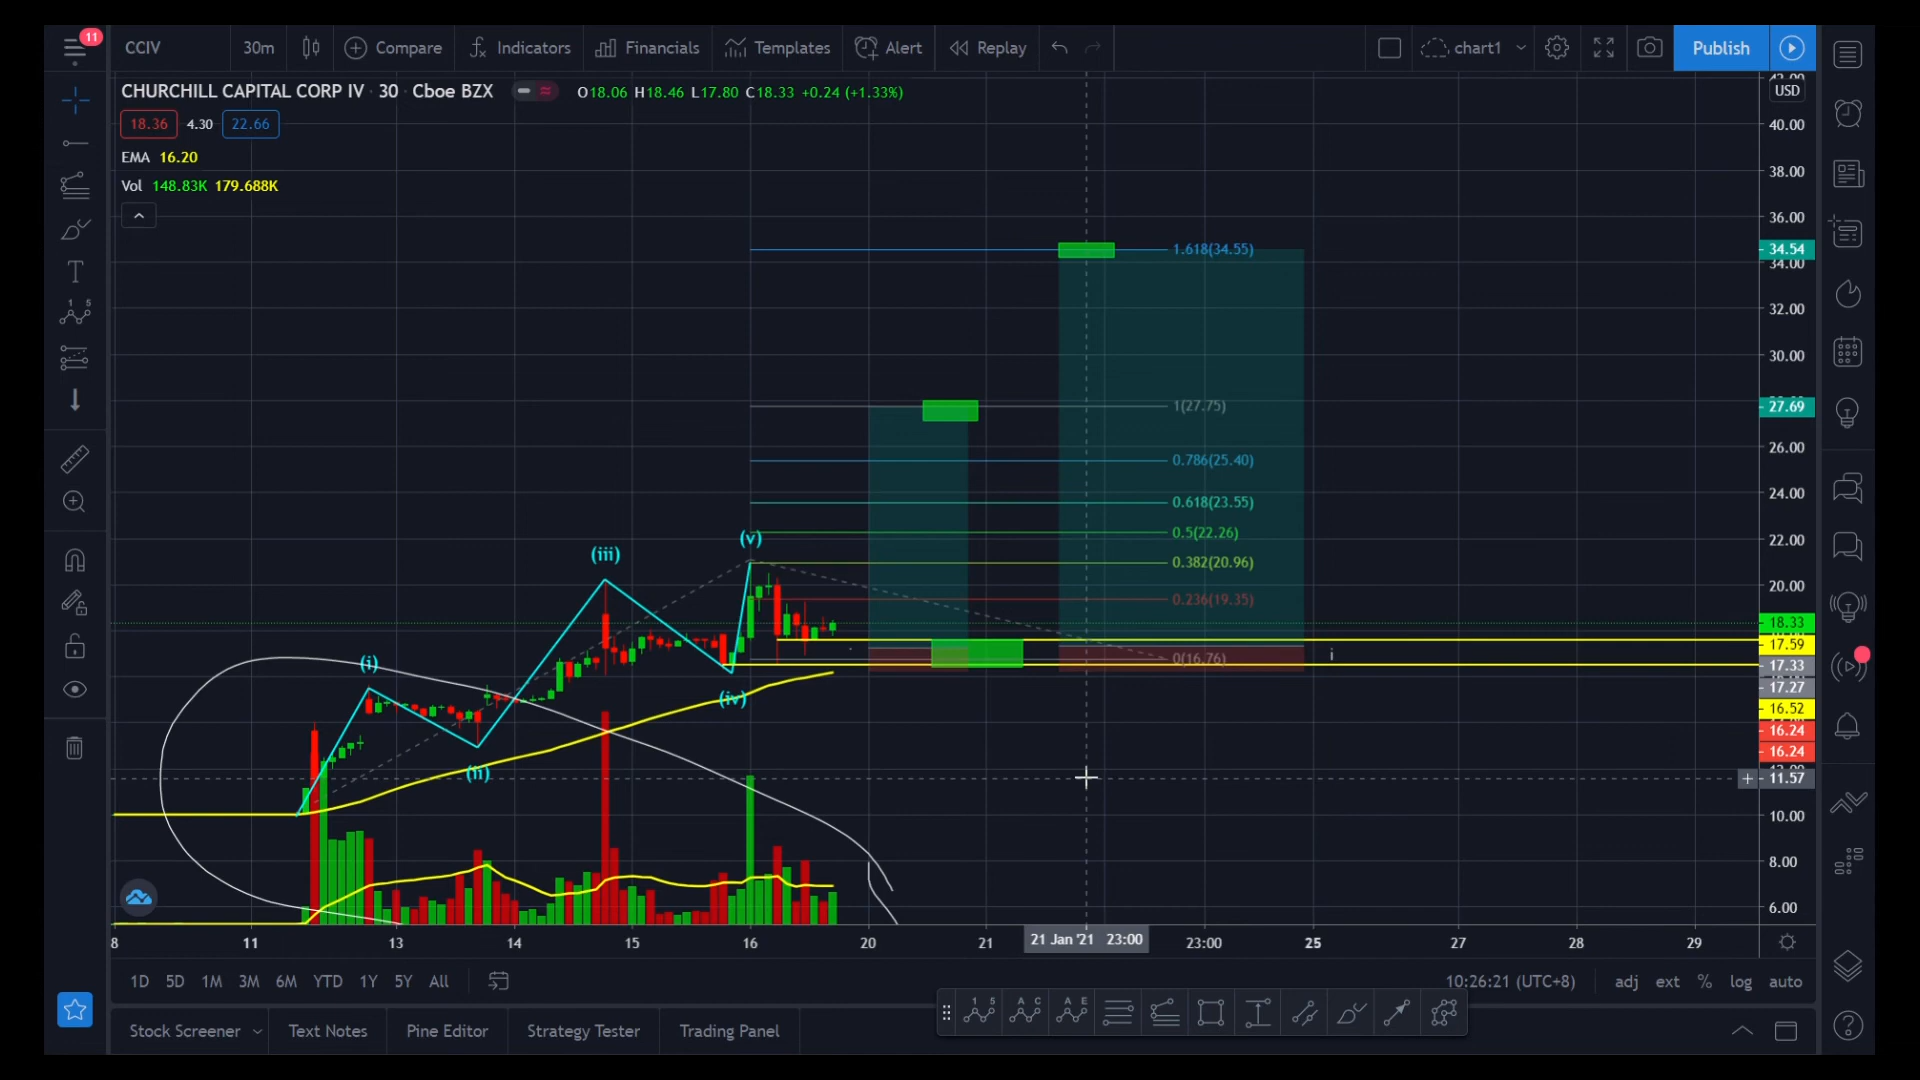 11
CCIV 30m Compare Indicators Financials Templates Alert Replay chart1 Publish
CHURCHILL CAPITAL CORP IV · 30 · Cboe BZX O18.06 H18.46 L17.80 C18.33 +0.24 (+1.33%)
18.36 4.30 22.66
EMA 16.20
Vol 148.83K 179.688K
USD
40.00
38.00
36.00
1.618(34.55) 34.54
34.00
32.00
30.00
1(27.75) 27.69
26.00
0.786(25.40)
24.00
0.618(23.55)
0.5(22.26)
22.00
(v)
(iii)
0.382(20.96)
20.00
0.236(19.35)
18.33
17.59
(i) i
0(16.76) 17.33
17.27
(iv)
16.52
16.24
16.24
(ii)
11.57
10.00
8.00
6.00
8 11 13 14 15 16 20 21 21 Jan '21 23:00 23:00 25 27 28 29
1D 5D 1M 3M 6M YTD 1Y 5Y All 10:26:21 (UTC+8) adj ext % log auto
Stock Screener Text Notes Pine Editor Strategy Tester Trading Panel